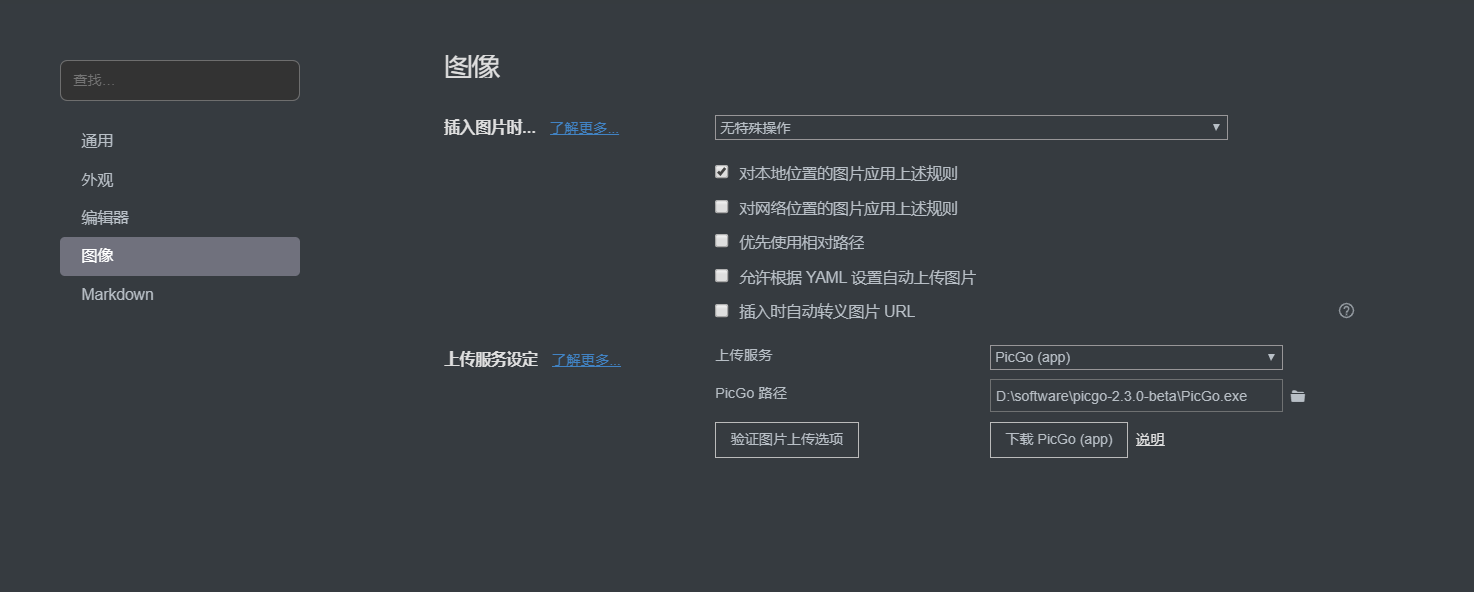 查找...
通用
外观
编辑器
图像
Markdown
图像
插入图片时... 了解更多...
无特殊操作
对本地位置的图片应用上述规则
对网络位置的图片应用上述规则
优先使用相对路径
允许根据 YAML 设置自动上传图片
插入时自动转义图片 URL
上传服务设定 了解更多...
上传服务 PicGo (app)
PicGo 路径 D:\software\picgo-2.3.0-beta\PicGo.exe
验证图片上传选项 下载 PicGo (app) 说明